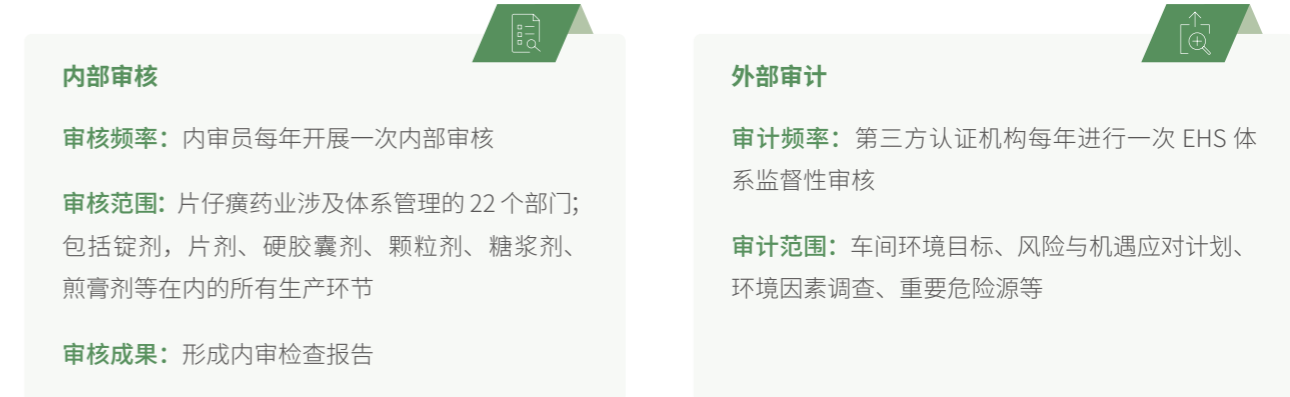 内部审核
审核频率：内审员每年开展一次内部审核
审核范围：片仔癀药业涉及体系管理的 22 个部门；
包括锭剂，片剂、硬胶囊剂、颗粒剂、糖浆剂、
煎膏剂等在内的所有生产环节
审核成果：形成内审检查报告
外部审计
审计频率：第三方认证机构每年进行一次 EHS 体
系监督性审核
审计范围：车间环境目标、风险与机遇应对计划、
环境因素调查、重要危险源等